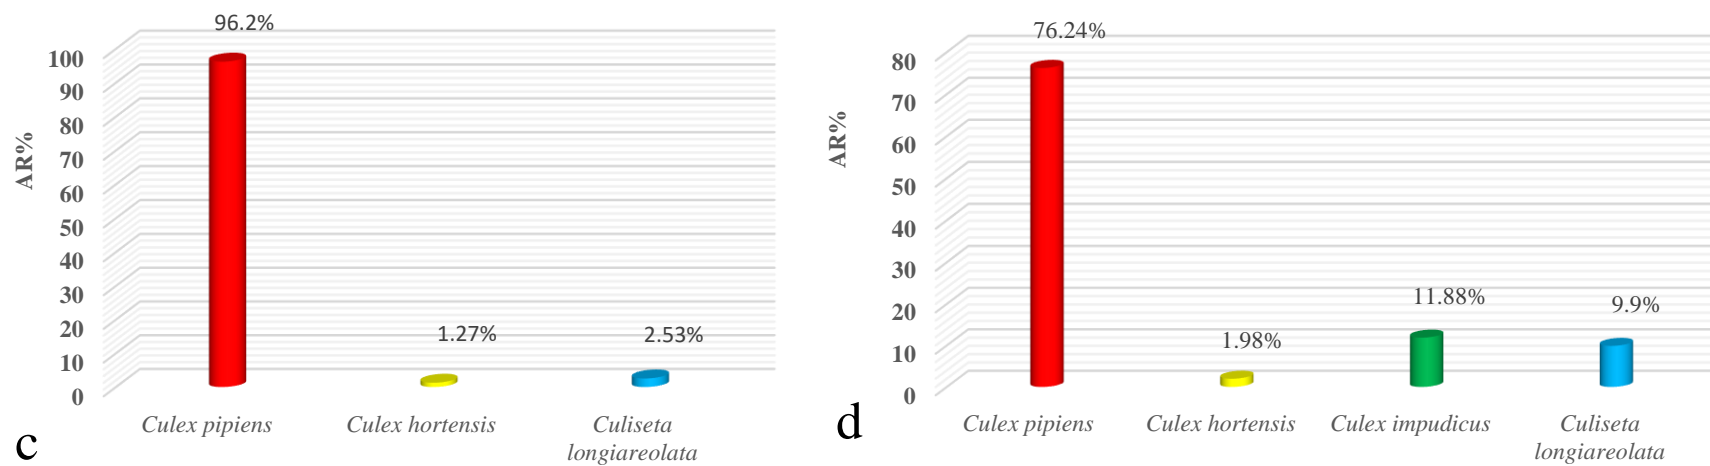 96.2%
100
90
80
70
60
50
40
30
20
10
0
AR%
1.27%
2.53%
Culex pipiens
Culex hortensis
Culiseta
longiareolata
c
76.24%
80
70
60
50
40
30
20
10
0
AR%
1.98%
11.88%
9.9%
Culex pipiens
Culex hortensis
Culex impudicus
Culiseta
longiareolata
d